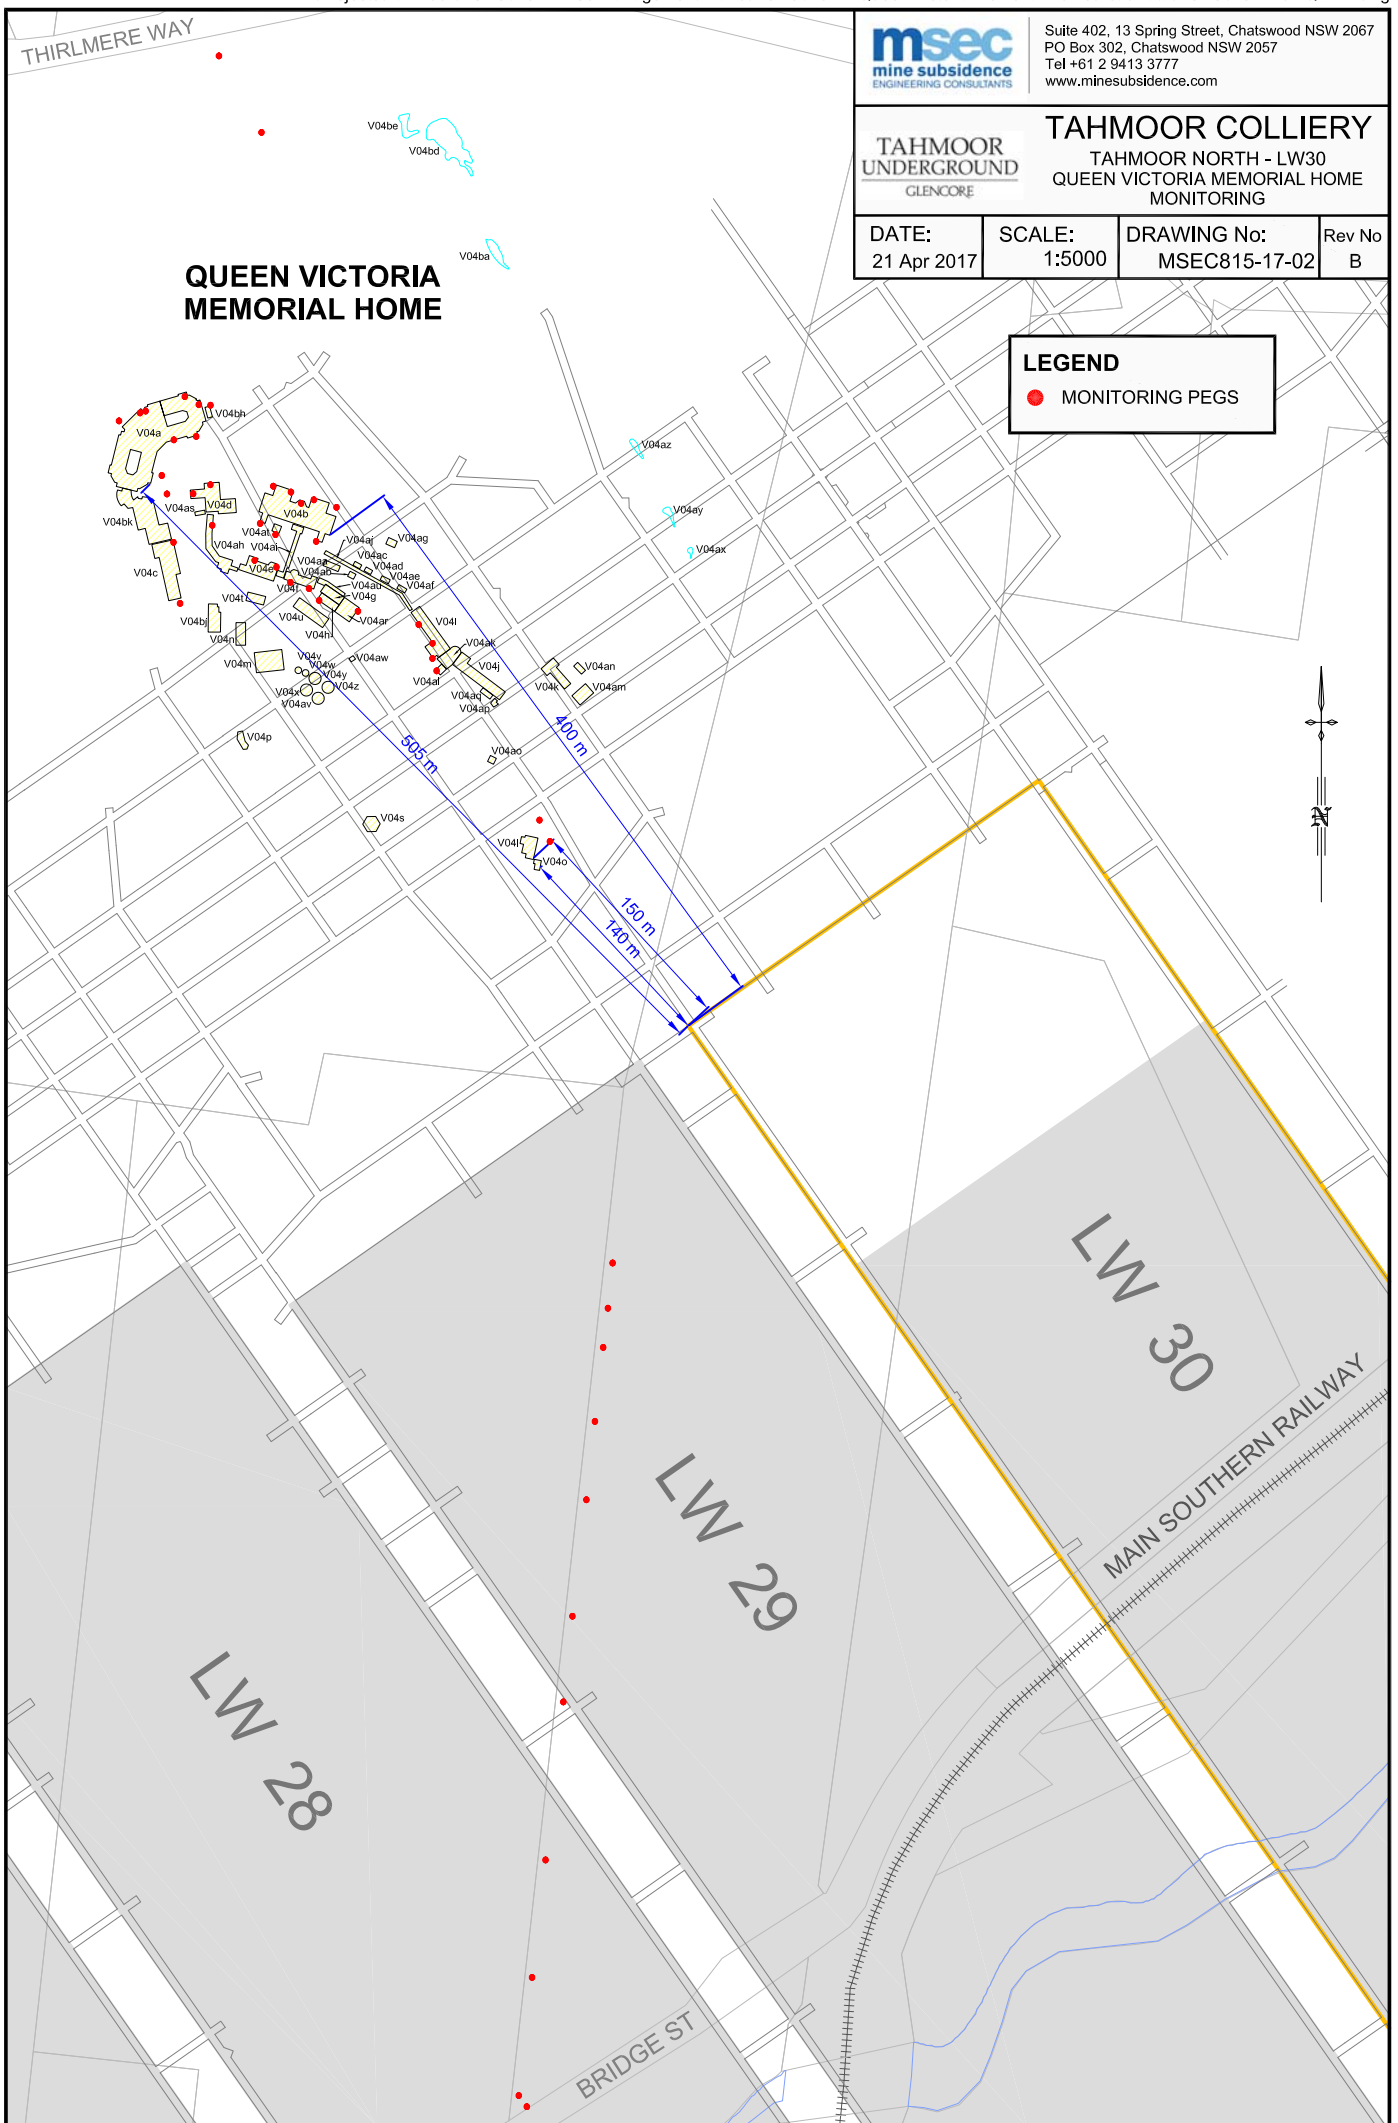 THIRLMERE WAY
msec
mine subsidence
ENGINEERING CONSULTANTS
Suite 402, 13 Spring Street, Chatswood NSW 2067
PO Box 302, Chatswood NSW 2057
Tel +61 2 9413 3777
www.minesubsidence.com
TAHMOOR
UNDERGROUND
GLENCORE
TAHMOOR COLLIERY
TAHMOOR NORTH - LW30
QUEEN VICTORIA MEMORIAL HOME
MONITORING
DATE:
21 Apr 2017
SCALE:
1:5000
DRAWING No:
MSEC815-17-02
Rev No
B
LEGEND
MONITORING PEGS
QUEEN VICTORIA
MEMORIAL HOME
V04be
V04bd
V04ba
V04bh
V04a
V04az
V04as
V04d
V04b
V04ay
V04bk
V04at
V04aj
V04ag
V04ah
V04ai
V04ac
V04ax
V04aa
V04ad
V04c
V04e
V04ab
V04ae
V04f
V04au
V04af
V04t
V04g
V04bj
V04u
V04ar
V04l
V04n
V04h
V04ak
V04m
V04v
V04aw
V04w
V04j
V04an
V04y
V04al
V04k
V04am
V04x
V04z
V04aq
V04av
V04ap
V04p
V04ao
505 m
400 m
V04s
V04l
V04o
150 m
140 m
N
LW 30
MAIN SOUTHERN RAILWAY
LW 29
LW 28
BRIDGE ST